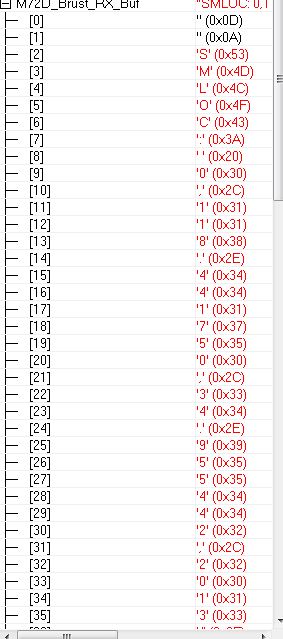 M72D_Brust_RX_Buf "SMLOC: 0,1
[0] '' (0x0D)
[1] '' (0x0A)
[2] 'S' (0x53)
[3] 'M' (0x4D)
[4] 'L' (0x4C)
[5] 'O' (0x4F)
[6] 'C' (0x43)
[7] ':' (0x3A)
[8] ' ' (0x20)
[9] '0' (0x30)
[10] ',' (0x2C)
[11] '1' (0x31)
[12] '1' (0x31)
[13] '8' (0x38)
[14] '.' (0x2E)
[15] '4' (0x34)
[16] '4' (0x34)
[17] '1' (0x31)
[18] '7' (0x37)
[19] '5' (0x35)
[20] '0' (0x30)
[21] ',' (0x2C)
[22] '3' (0x33)
[23] '4' (0x34)
[24] '.' (0x2E)
[25] '9' (0x39)
[26] '5' (0x35)
[27] '5' (0x35)
[28] '4' (0x34)
[29] '4' (0x34)
[30] '2' (0x32)
[31] ',' (0x2C)
[32] '2' (0x32)
[33] '0' (0x30)
[34] '1' (0x31)
[35] '3' (0x33)